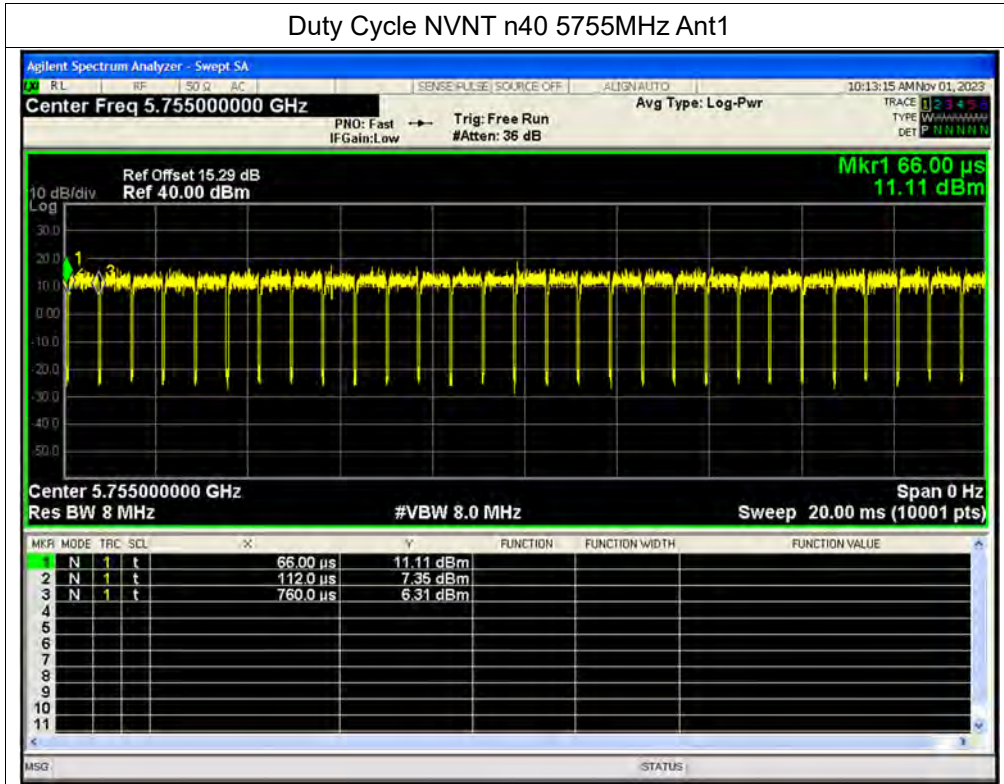 Duty Cycle NVNT n40 5755MHz Ant1
Agilent Spectrum Analyzer - Swept SA
LXI RL RF 50 Ω AC SENSE:PULSE SOURCE OFF ALIGN AUTO 10:13:15 AM Nov 01, 2023
Center Freq 5.755000000 GHz Avg Type: Log-Pwr TRACE 1 2 3 4 5 6
PNO: Fast Trig: Free Run TYPE W
IFGain:Low #Atten: 36 dB DET P N N N N N
Mkr1 66.00 µs
Ref Offset 15.29 dB
10 dB/div Ref 40.00 dBm 11.11 dBm
Log
30.0
20.0
1 2 3
10.0
0.00
-10.0
-20.0
-30.0
-40.0
-50.0
Center 5.755000000 GHz Span 0 Hz
Res BW 8 MHz #VBW 8.0 MHz Sweep 20.00 ms (10001 pts)
MKR MODE TRC SCL X Y FUNCTION FUNCTION WIDTH FUNCTION VALUE
1 N 1 t 66.00 µs 11.11 dBm
2 N 1 t 112.0 µs 7.35 dBm
3 N 1 t 760.0 µs 6.31 dBm
4
5
6
7
8
9
10
11
MSG STATUS